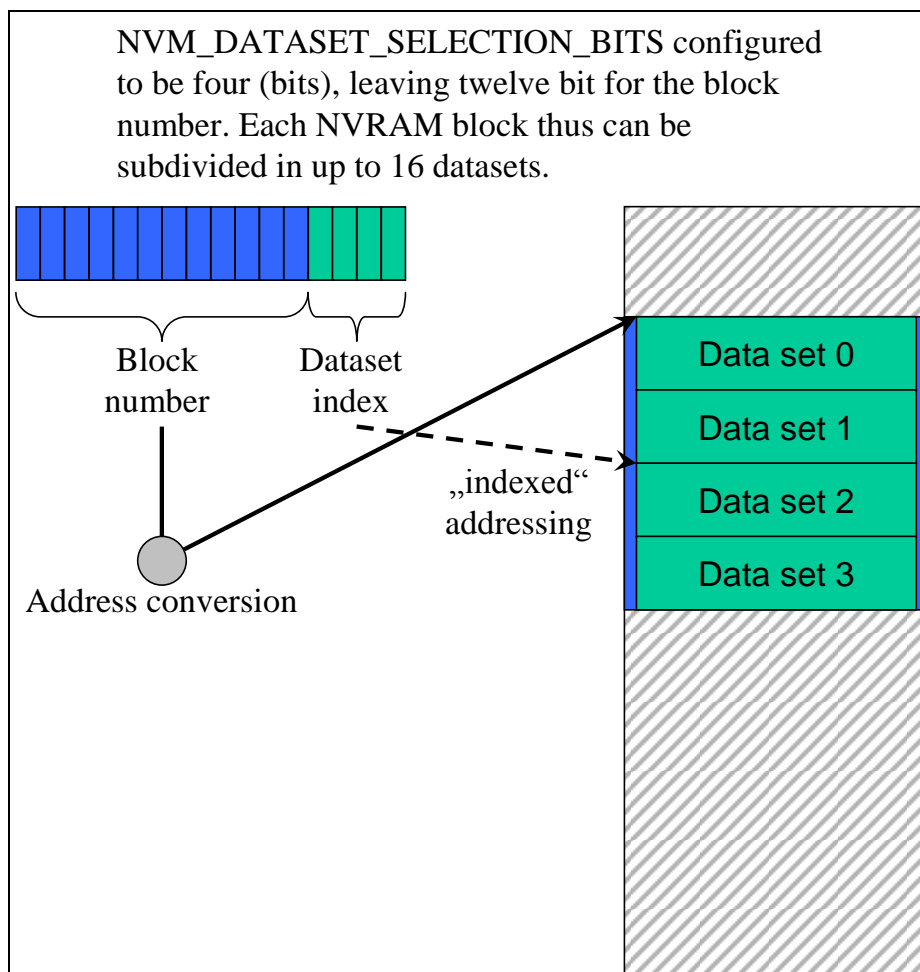 NVM_DATASET_SELECTION_BITS configured
to be four (bits), leaving twelve bit for the block
number. Each NVRAM block thus can be
subdivided in up to 16 datasets.
Block
number
Dataset
index
Data set 0
Data set 1
„indexed“
addressing
Data set 2
Data set 3
Address conversion